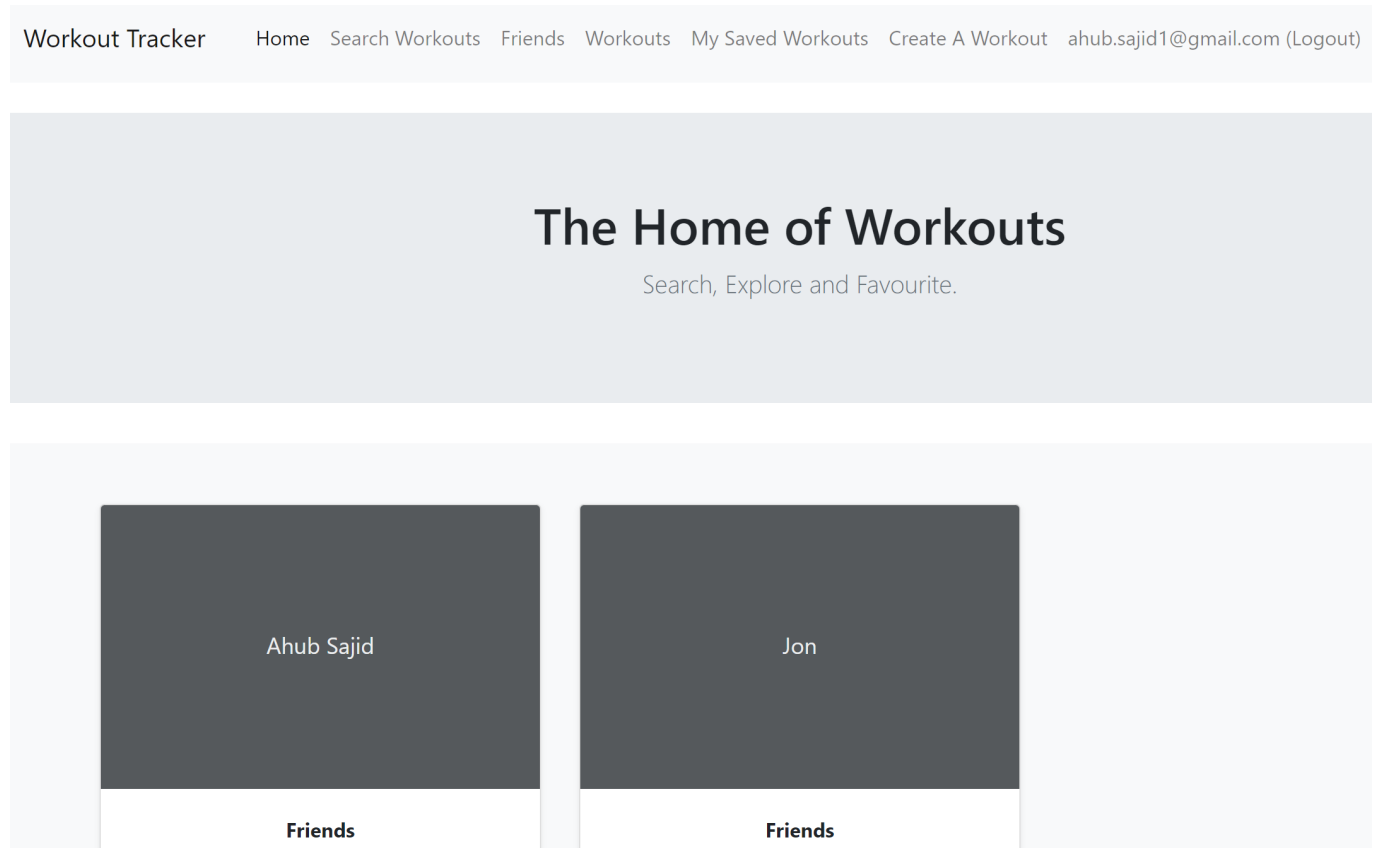 Workout Tracker Home Search Workouts Friends Workouts My Saved Workouts Create A Workout ahub.sajid1@gmail.com (Logout)
The Home of Workouts
Search, Explore and Favourite.
Ahub Sajid Jon
Friends Friends